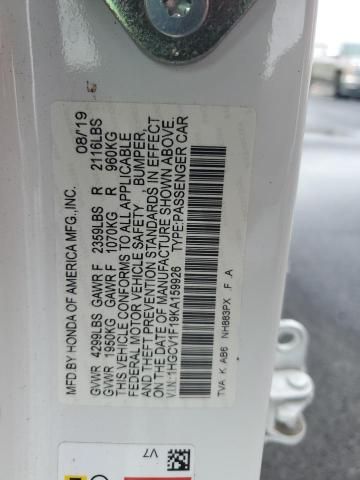 MFD BY HONDA OF AMERICA MFG.,INC. 08/'19
GVWR 4299LBS GAWR F 2359LBS R 2116LBS
GVWR 1950KG GAWR F 1070KG R 960KG
THIS VEHICLE CONFORMS TO ALL APPLICABLE
FEDERAL MOTOR VEHICLE SAFETY, BUMPER,
AND THEFT PREVENTION STANDARDS IN EFFECT
ON THE DATE OF MANUFACTURE SHOWN ABOVE.
V.I.N:1HGCV1F19KA159926 TYPE:PASSENGER CAR
TVA K AB6 NH883PX F A
V7